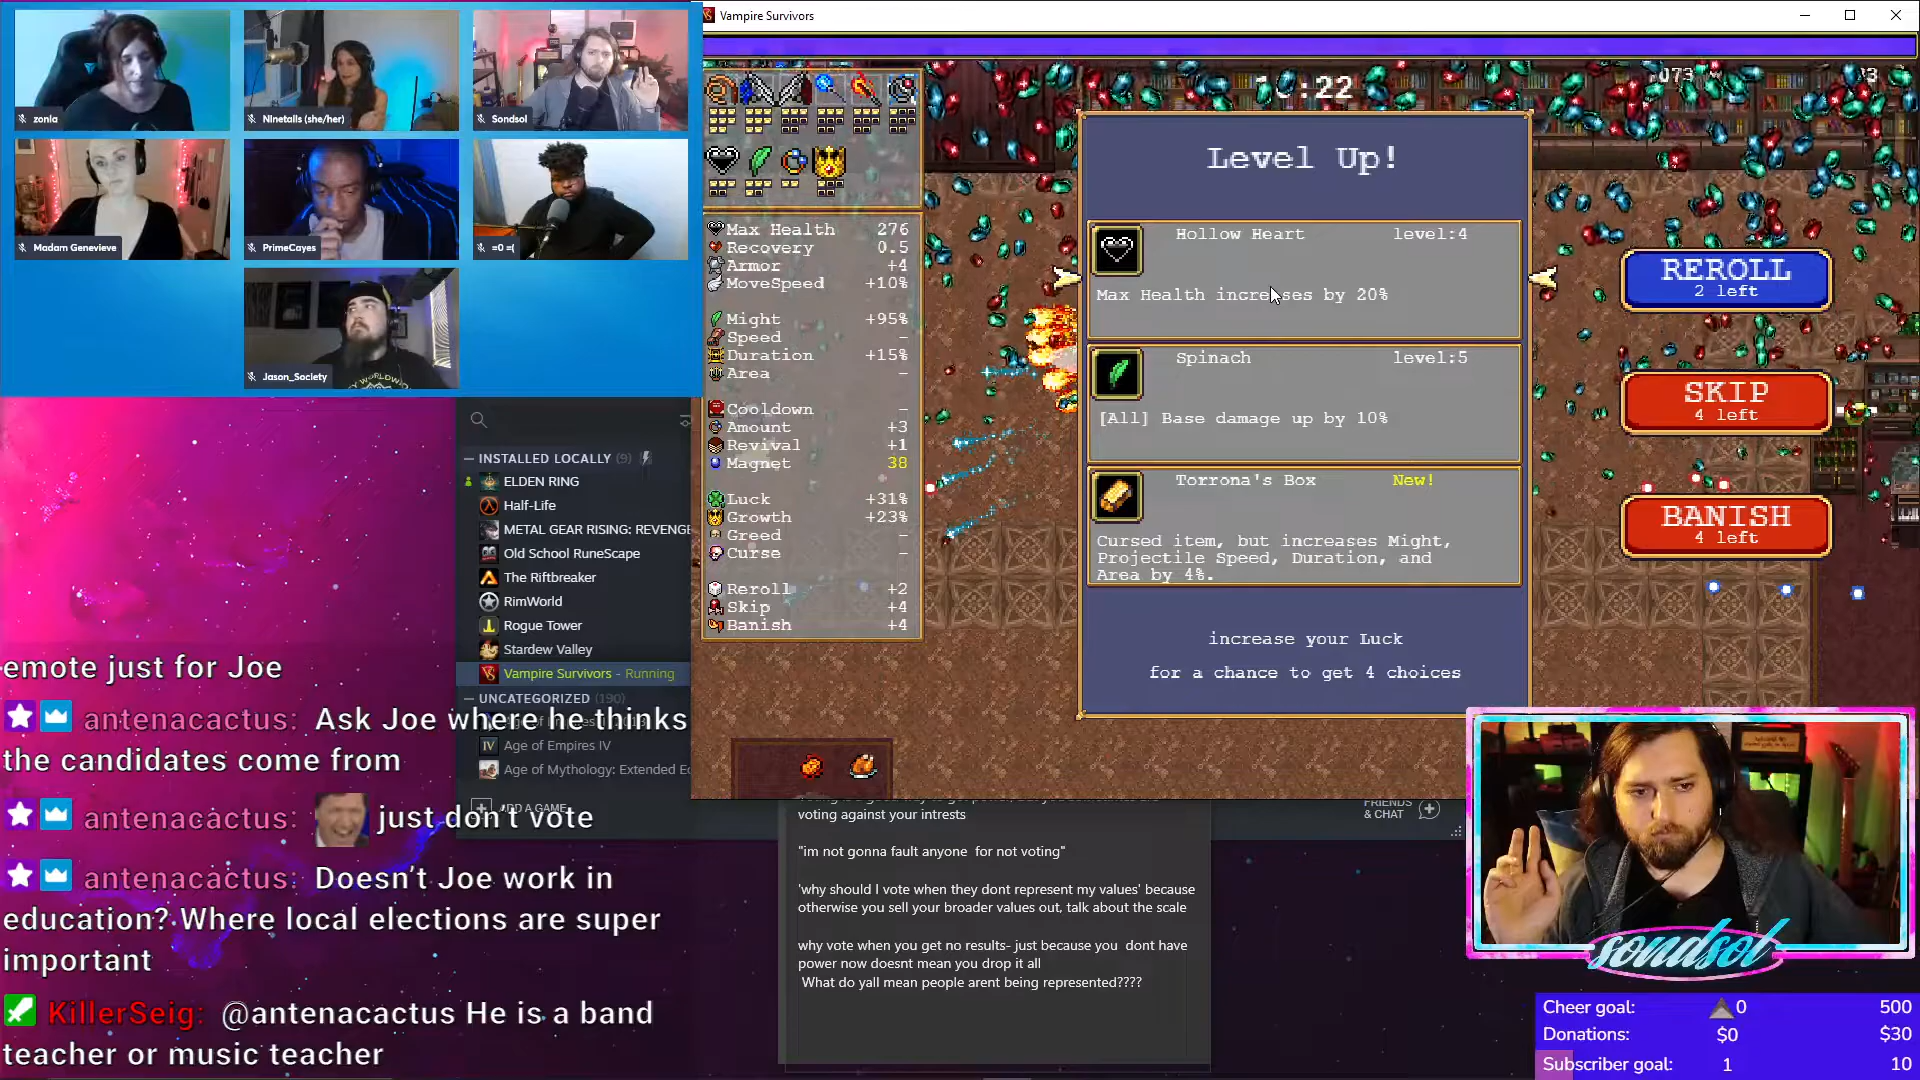 zonia
Ninetails (she/her)
Sondsol
Madam Genevieve
PrimeCayes
=0 =(
Jason_Society
INSTALLED LOCALLY (9)
ELDEN RING
Half-Life
METAL GEAR RISING: REVENGE
Old School RuneScape
The Riftbreaker
RimWorld
Rogue Tower
Stardew Valley
Vampire Survivors - Running
UNCATEGORIZED (190)
Age of Empires IV
Age of Mythology: Extended Ed
ADD A GAME
emote just for Joe
antenacactus: Ask Joe where he thinks
the candidates come from
antenacactus: just don't vote
antenacactus: Doesn't Joe work in
education? Where local elections are super
important
KillerSeig: @antenacactus He is a band
teacher or music teacher
Vampire Survivors
:22
Max Health 276
Recovery 0.5
Armor +4
MoveSpeed +10%
Might +95%
Speed -
Duration +15%
Area -
Cooldown -
Amount +3
Revival +1
Magnet 38
Luck +31%
Growth +23%
Greed -
Curse -
Reroll +2
Skip +4
Banish +4
Level Up!
Hollow Heart level:4
Max Health increases by 20%
Spinach level:5
[All] Base damage up by 10%
Torrona's Box New!
Cursed item, but increases Might,
Projectile Speed, Duration, and
Area by 4%.
increase your Luck
for a chance to get 4 choices
REROLL
2 left
SKIP
4 left
BANISH
4 left
FRIENDS
& CHAT
voting against your intrests
"im not gonna fault anyone for not voting"
'why should I vote when they dont represent my values' because
otherwise you sell your broader values out, talk about the scale
why vote when you get no results- just because you dont have
power now doesnt mean you drop it all
What do yall mean people arent being represented????
sondsol
Cheer goal: 0 500
Donations: $0 $30
Subscriber goal: 1 10